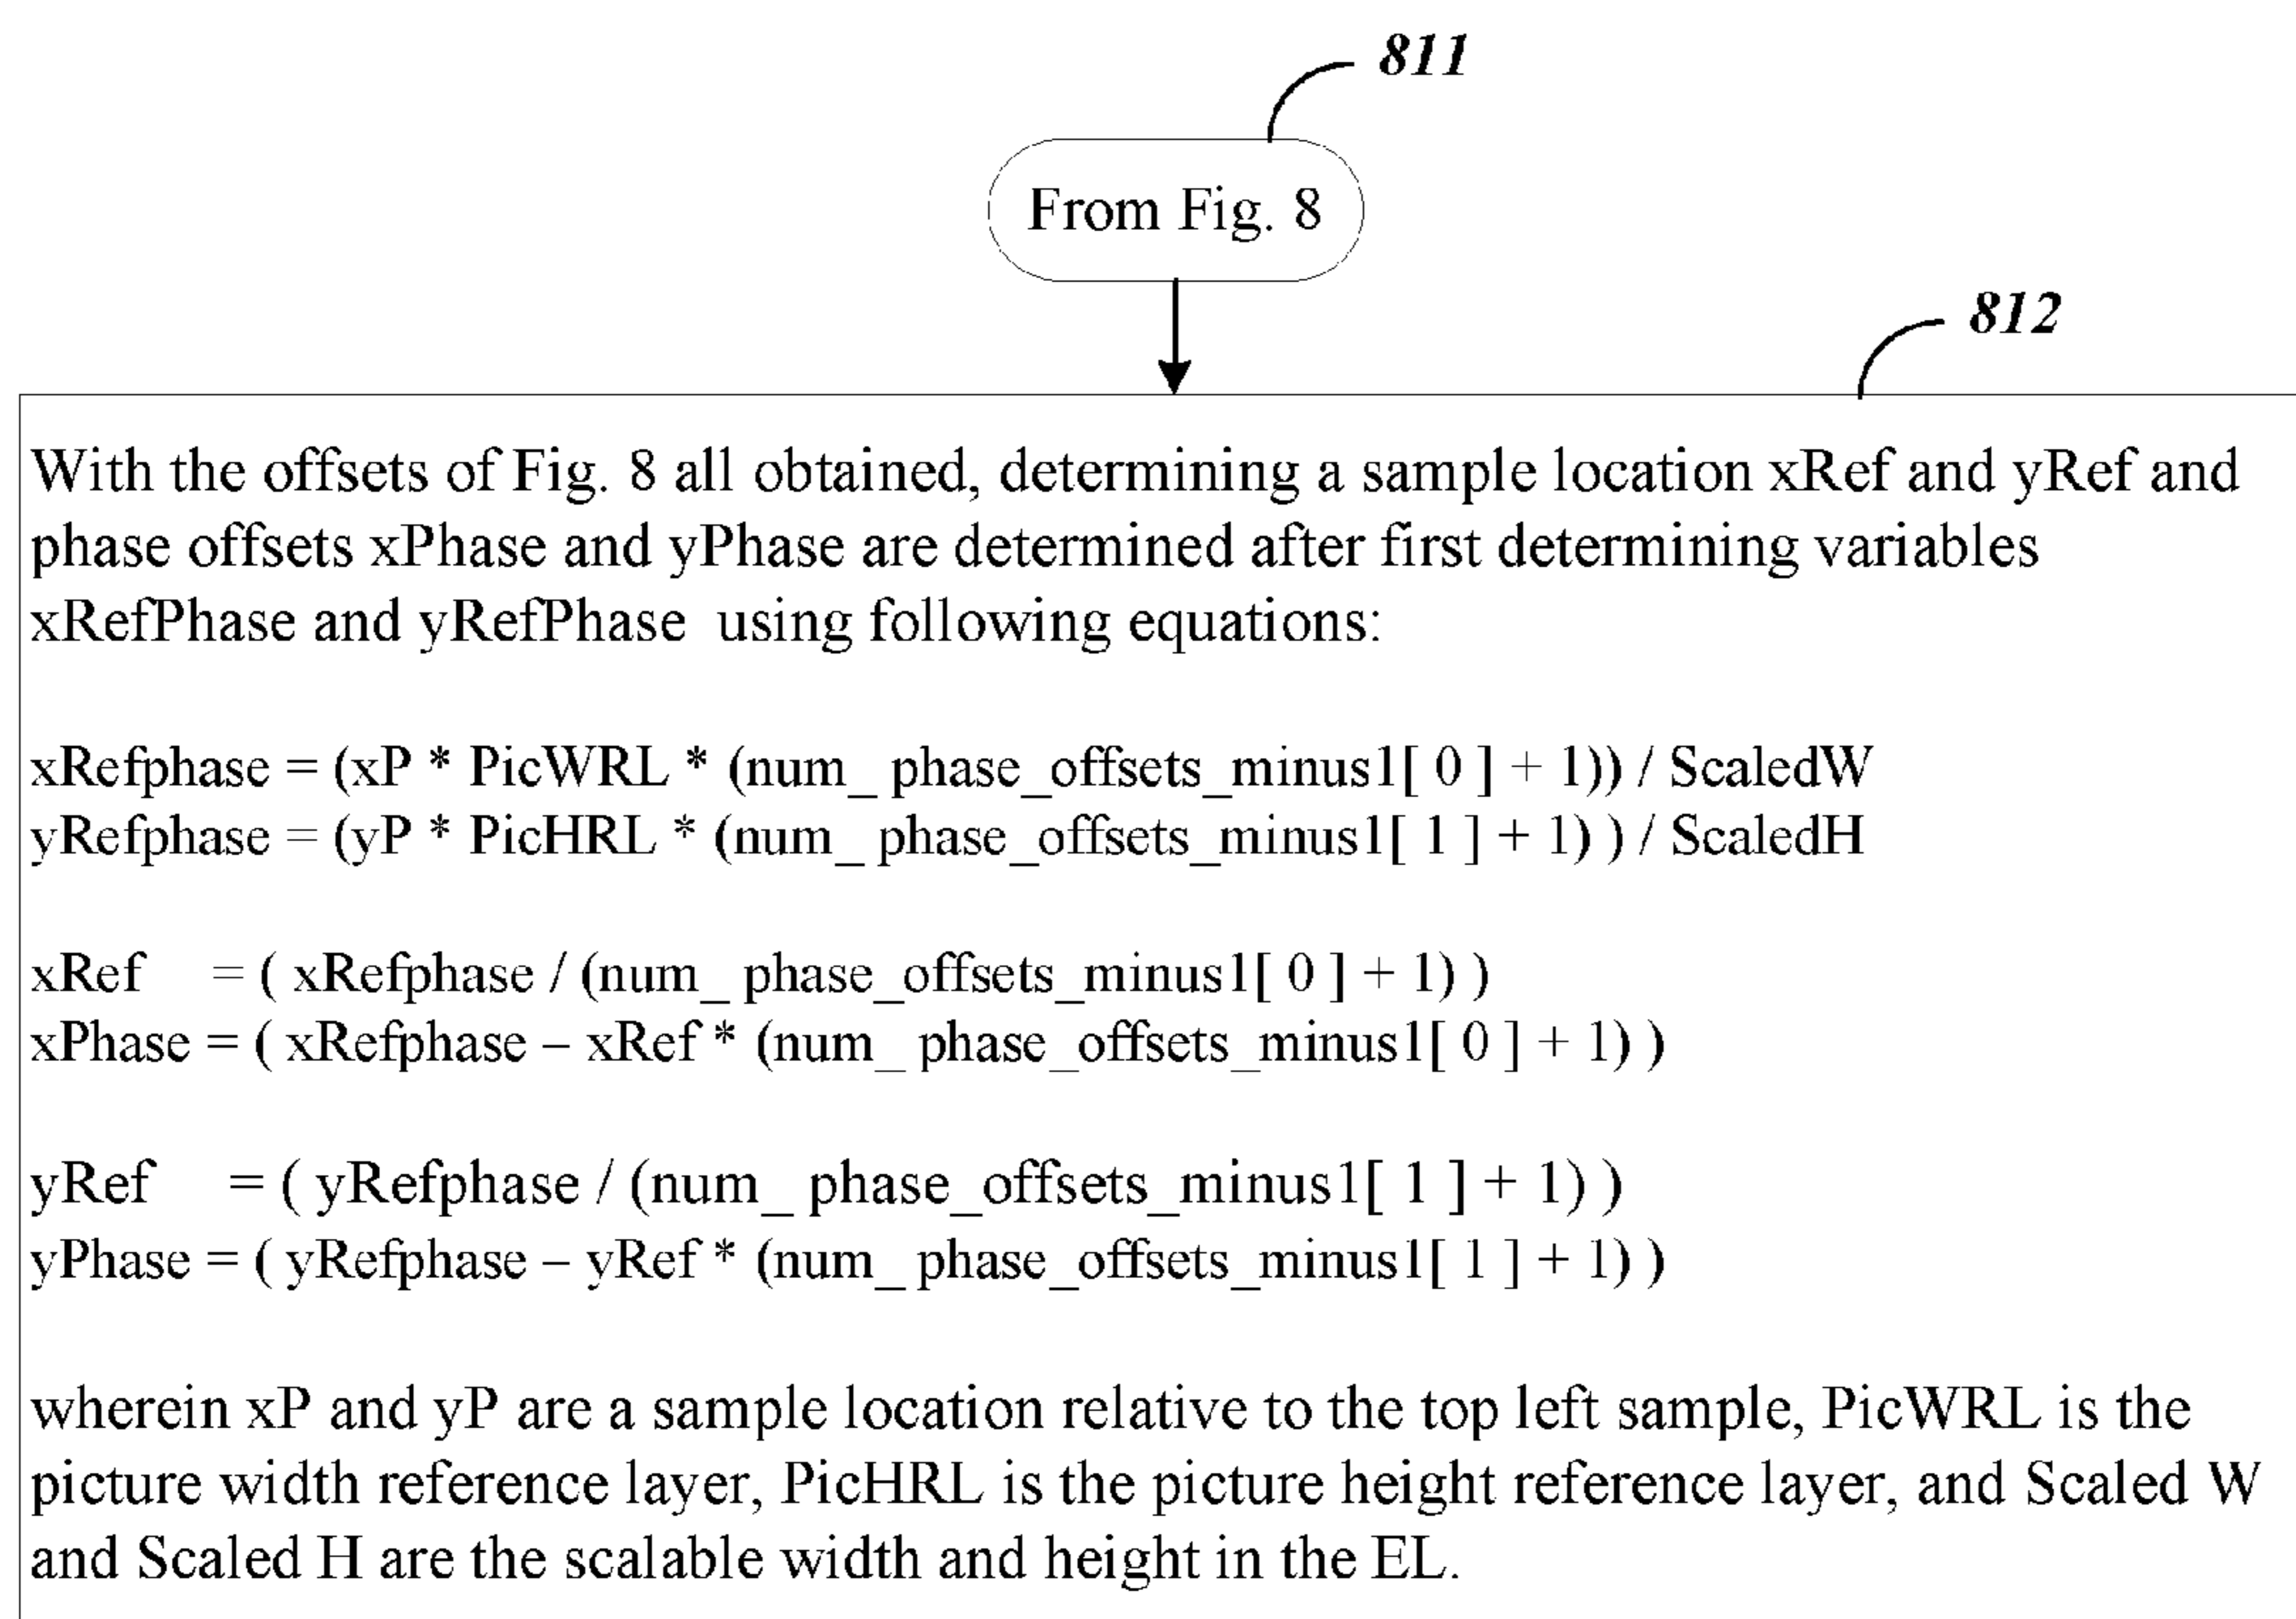 811
From Fig. 8
812
With the offsets of Fig. 8 all obtained, determining a sample location xRef and yRef and
phase offsets xPhase and yPhase are determined after first determining variables
xRefPhase and yRefPhase using following equations:
xRefphase = (xP * PicWRL * (num_ phase_offsets_minus1[ 0 ] + 1)) / ScaledW
yRefphase = (yP * PicHRL * (num_ phase_offsets_minus1[ 1 ] + 1) ) / ScaledH
xRef = ( xRefphase / (num_ phase_offsets_minus1[ 0 ] + 1) )
xPhase = ( xRefphase – xRef * (num_ phase_offsets_minus1[ 0 ] + 1) )
yRef = ( yRefphase / (num_ phase_offsets_minus1[ 1 ] + 1) )
yPhase = ( yRefphase – yRef * (num_ phase_offsets_minus1[ 1 ] + 1) )
wherein xP and yP are a sample location relative to the top left sample, PicWRL is the
picture width reference layer, PicHRL is the picture height reference layer, and Scaled W
and Scaled H are the scalable width and height in the EL.